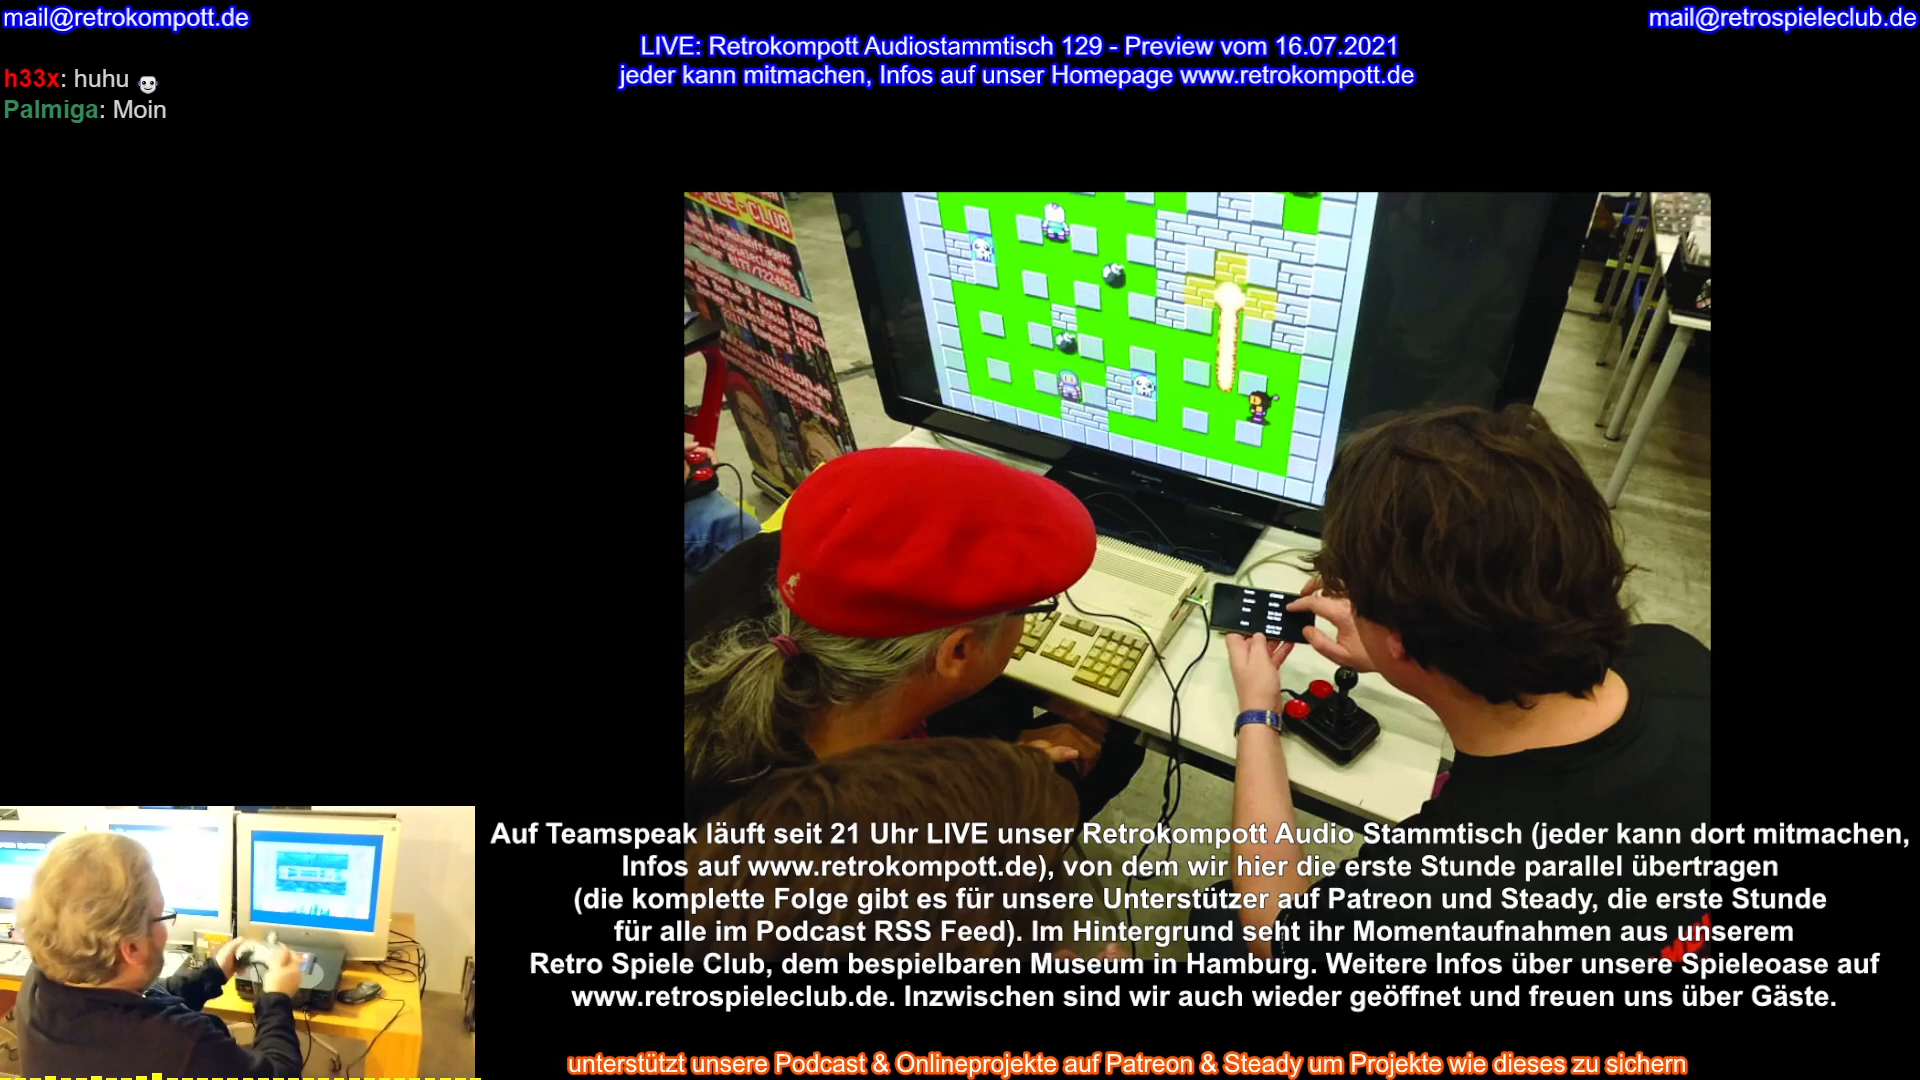 mail@retrokompott.de
mail@retrospieleclub.de
LIVE: Retrokompott Audiostammtisch 129 - Preview vom 16.07.2021
jeder kann mitmachen, Infos auf unser Homepage www.retrokompott.de
h33x: huhu
Palmiga: Moin
ELE-CLUB
Auf Teamspeak läuft seit 21 Uhr LIVE unser Retrokompott Audio Stammtisch (jeder kann dort mitmachen,
Infos auf www.retrokompott.de), von dem wir hier die erste Stunde parallel übertragen
(die komplette Folge gibt es für unsere Unterstützer auf Patreon und Steady, die erste Stunde
für alle im Podcast RSS Feed). Im Hintergrund seht ihr Momentaufnahmen aus unserem
Retro Spiele Club, dem bespielbaren Museum in Hamburg. Weitere Infos über unsere Spieleoase auf
www.retrospieleclub.de. Inzwischen sind wir auch wieder geöffnet und freuen uns über Gäste.
unterstützt unsere Podcast & Onlineprojekte auf Patreon & Steady um Projekte wie dieses zu sichern